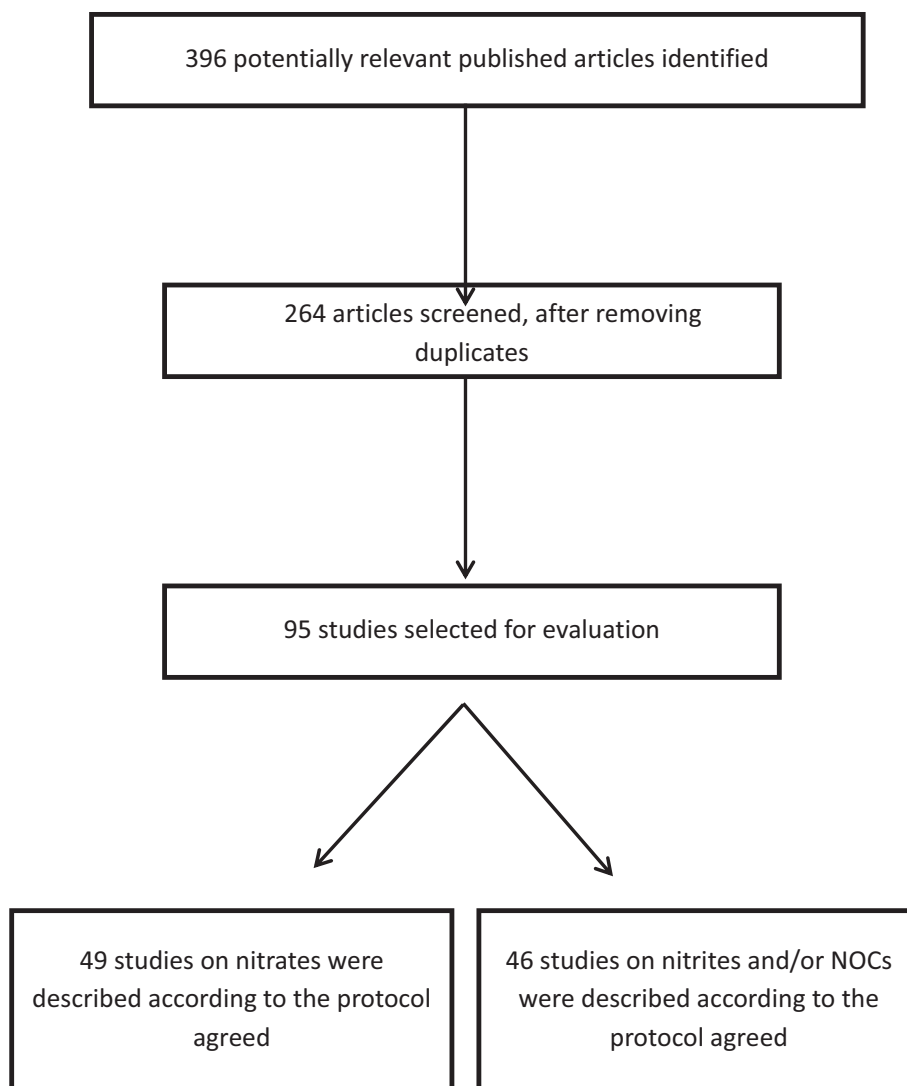 396 potentially relevant published articles identified
264 articles screened, after removing
duplicates
95 studies selected for evaluation
49 studies on nitrates were
described according to the protocol
agreed
46 studies on nitrites and/or NOCs
were described according to the
protocol agreed